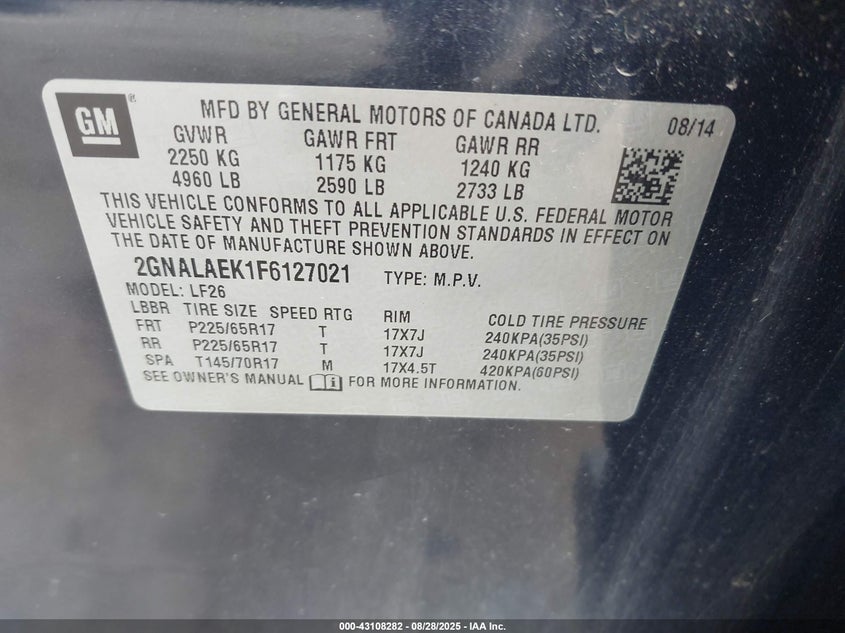 GM®
MFD BY GENERAL MOTORS OF CANADA LTD. 08/14
GVWR GAWR FRT GAWR RR
2250 KG 1175 KG 1240 KG
4960 LB 2590 LB 2733 LB
THIS VEHICLE CONFORMS TO ALL APPLICABLE U.S. FEDERAL MOTOR
VEHICLE SAFETY AND THEFT PREVENTION STANDARDS IN EFFECT ON
THE DATE OF MANUFACTURE SHOWN ABOVE.
2GNALAEK1F6127021 TYPE: M.P.V.
MODEL: LF26
LBBR TIRE SIZE SPEED RTG RIM COLD TIRE PRESSURE
FRT P225/65R17 T 17X7J 240KPA(35PSI)
RR P225/65R17 T 17X7J 240KPA(35PSI)
SPA T145/70R17 M 17X4.5T 420KPA(60PSI)
SEE OWNER'S MANUAL FOR MORE INFORMATION.
000-43108282 - 08/28/2025 - IAA Inc.